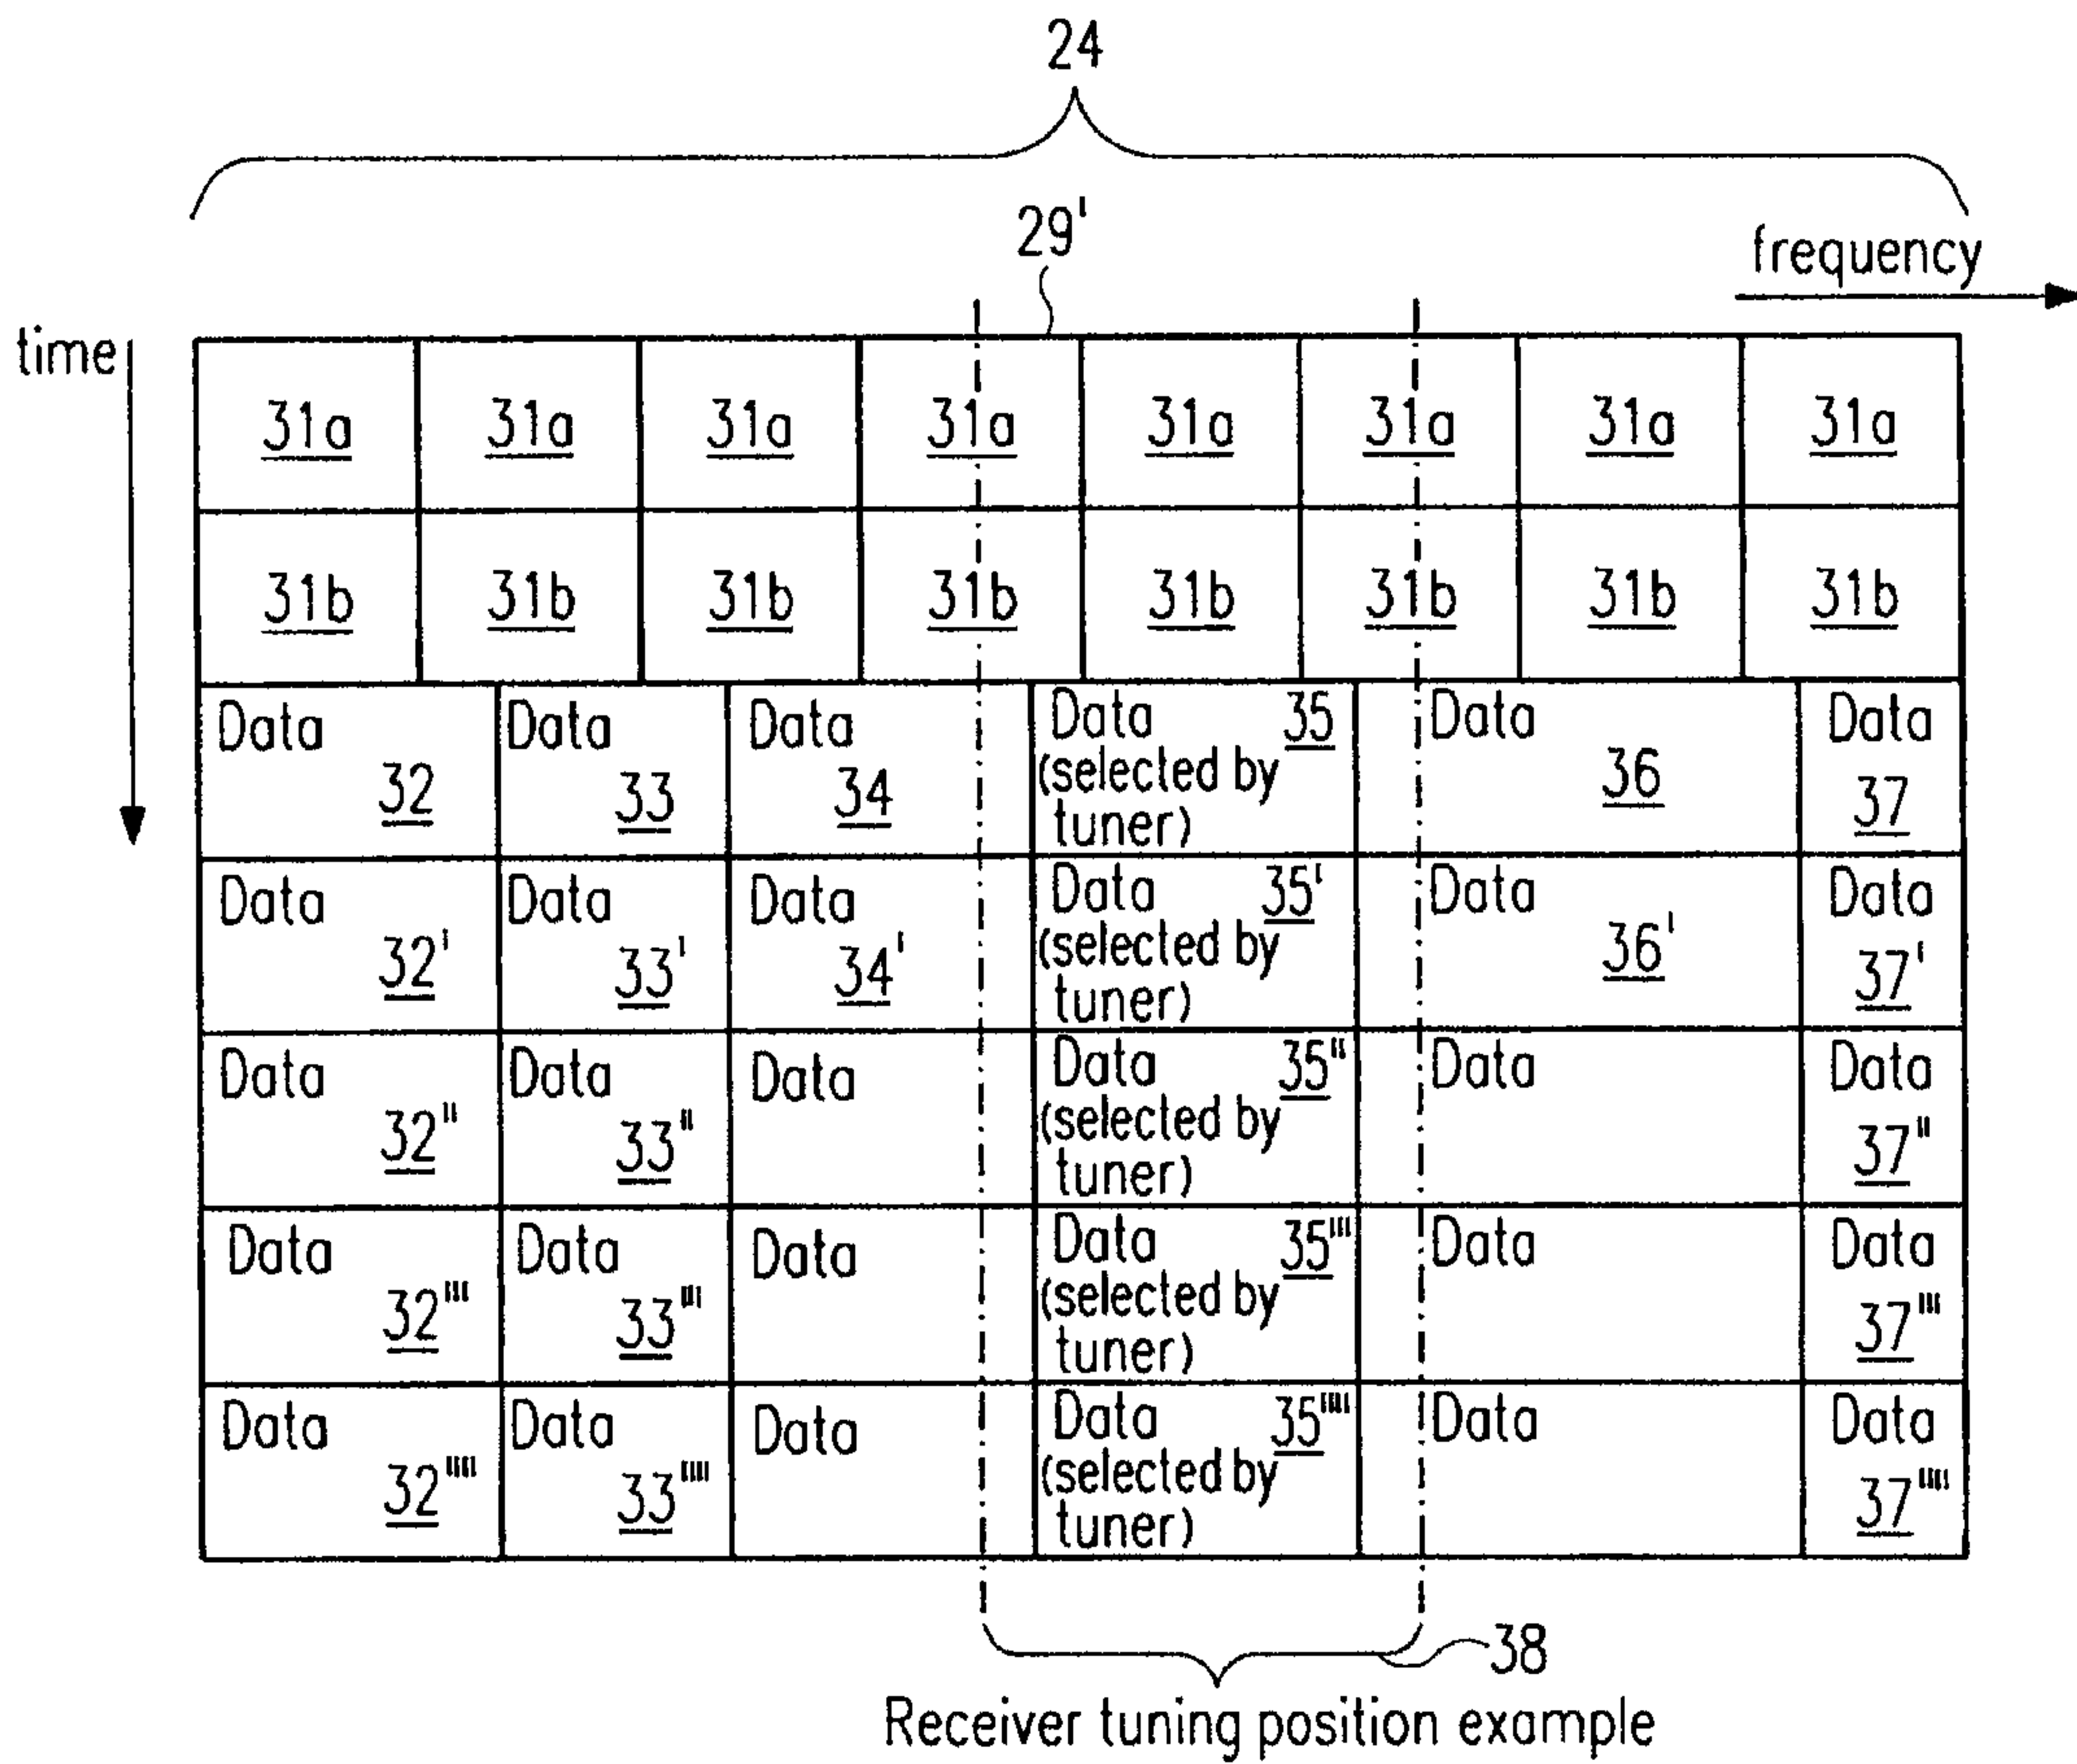 24
29'
frequency
time
31a 31a 31a 31a 31a 31a 31a 31a
31b 31b 31b 31b 31b 31b 31b 31b
Data 32 Data 33 Data 34 Data 35 (selected by tuner) Data 36 Data 37
Data 32' Data 33' Data 34' Data 35' (selected by tuner) Data 36' Data 37'
Data 32'' Data 33'' Data Data 35'' (selected by tuner) Data Data 37''
Data 32''' Data 33''' Data Data 35''' (selected by tuner) Data Data 37'''
Data 32'''' Data 33'''' Data Data 35'''' (selected by tuner) Data Data 37''''
38
Receiver tuning position example